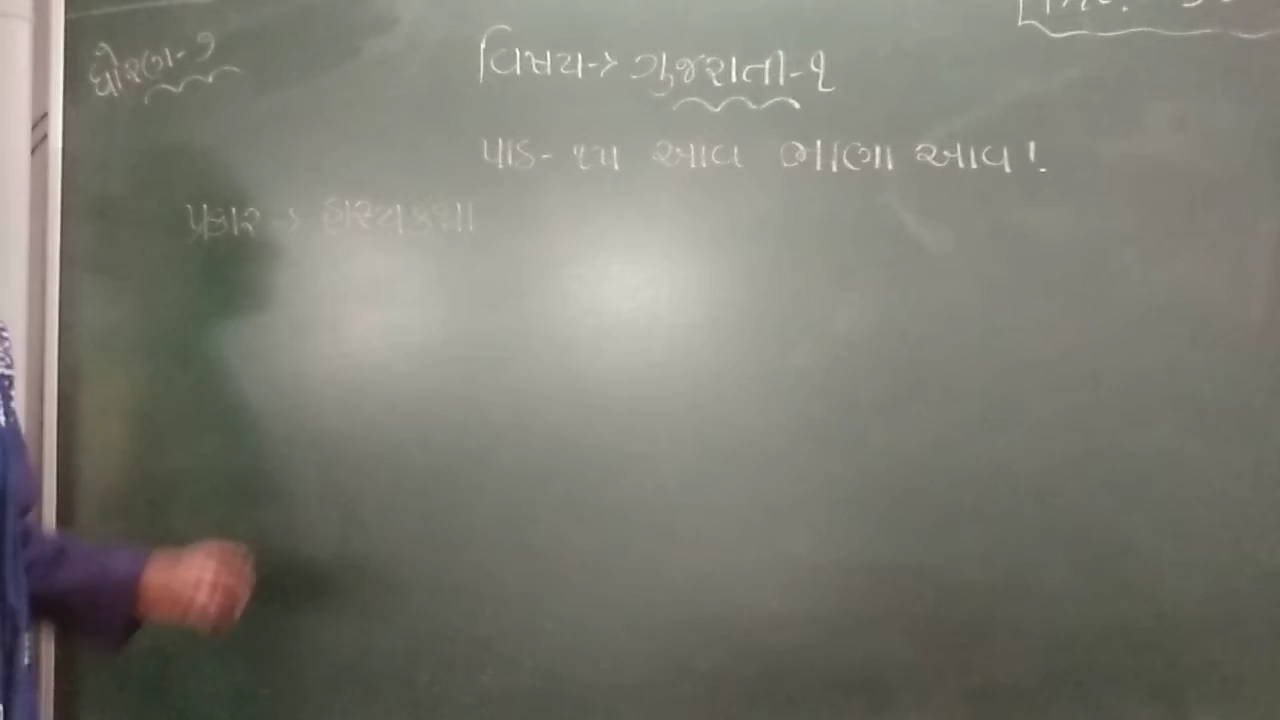 ધોરણ-૭
વિષય-> ગુજરાતી-૧
પાઠ- ૧૫ આવ ભાણા આવ !.
પ્રકાર -> હાસ્યકથા